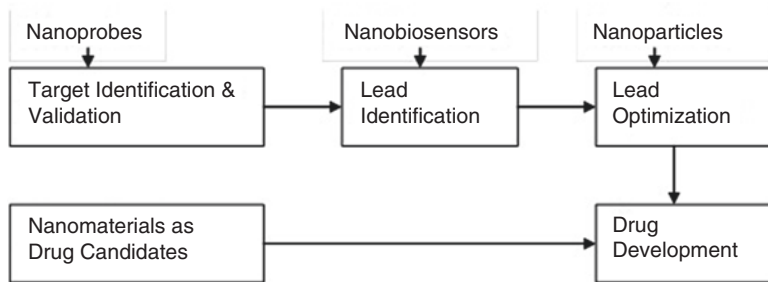 Nanoprobes
Nanobiosensors
Nanoparticles
Target Identification &
Validation
Lead
Identification
Lead
Optimization
Nanomaterials as
Drug Candidates
Drug
Development